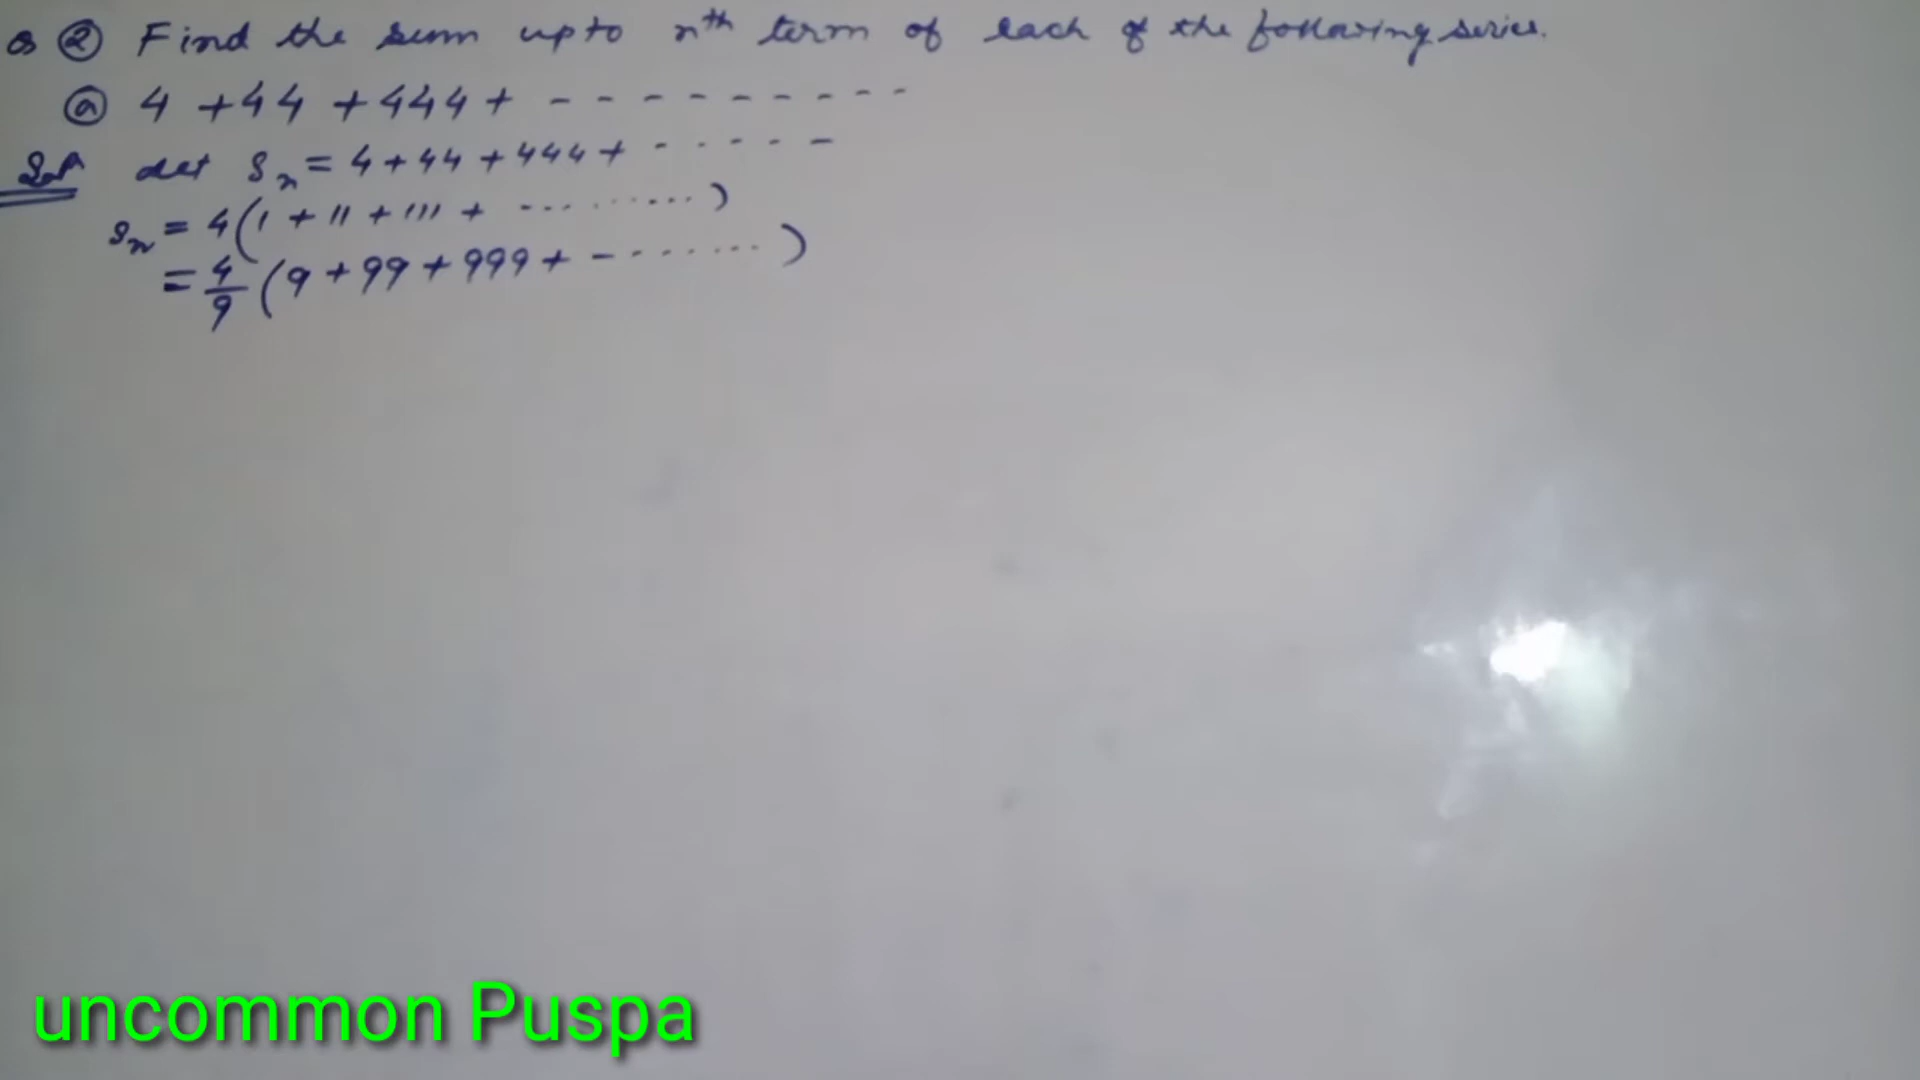 Q ② Find the sum upto nᵗʰ term of each of the following series.
ⓐ 4 + 44 + 444 + - - - - - - - - -
Solⁿ let Sₙ = 4 + 44 + 444 + - - - - - -
Sₙ = 4 ( 1 + 11 + 111 + ........... )
= 4/9 ( 9 + 99 + 999 + - ......... )
uncommon Puspa